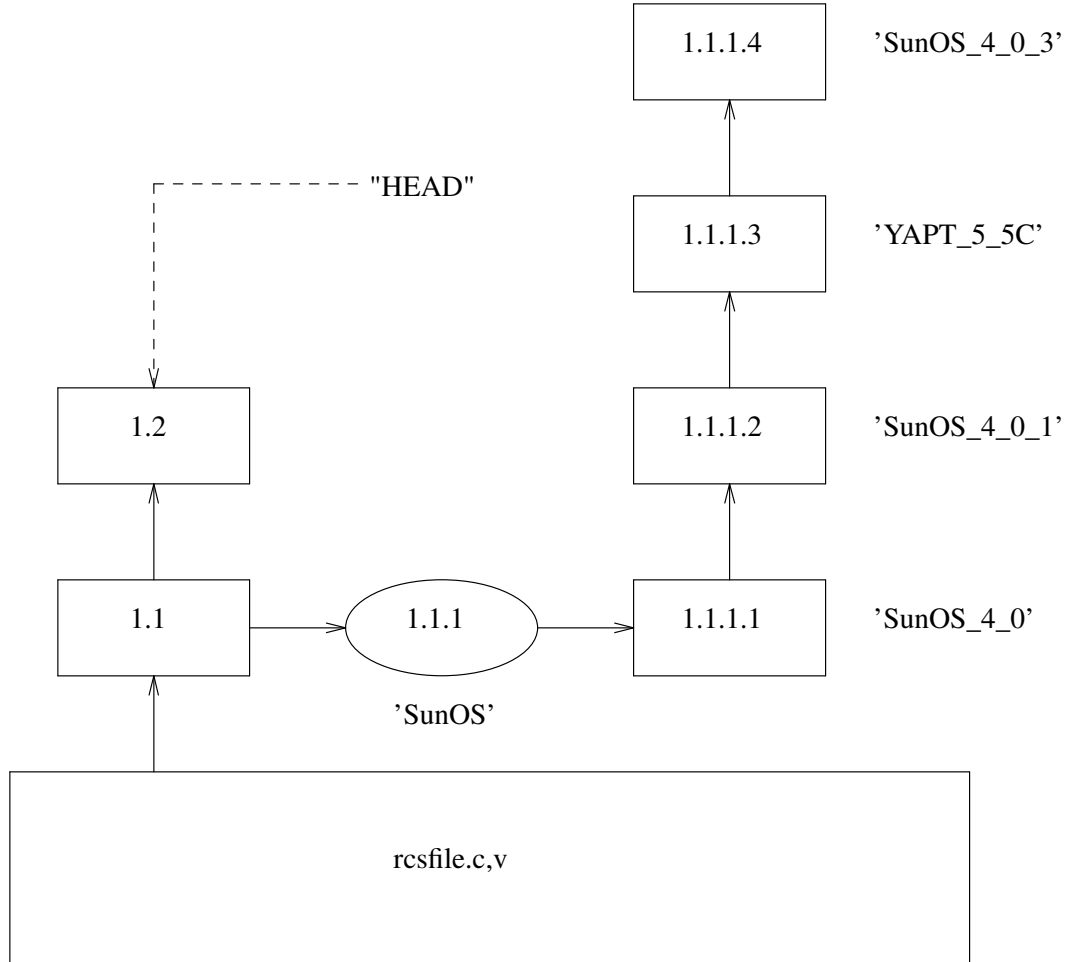 1.1.1.4 ’SunOS_4_0_3’
"HEAD"
1.1.1.3 ’YAPT_5_5C’
1.2 1.1.1.2 ’SunOS_4_0_1’
1.1 1.1.1 1.1.1.1 ’SunOS_4_0’
’SunOS’
rcsfile.c,v